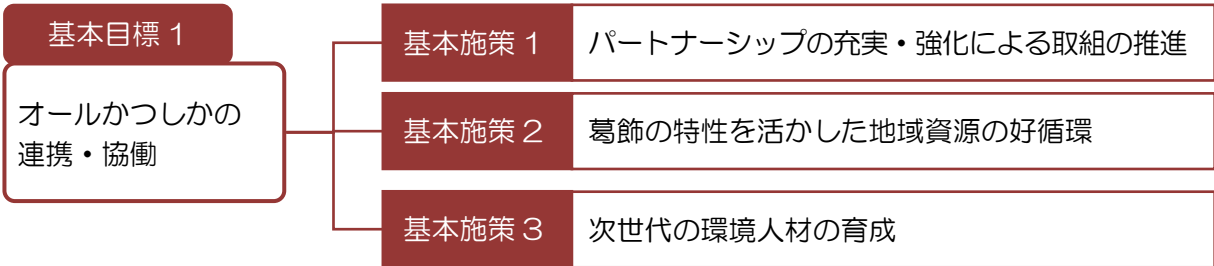 基本目標 1
オールかつしかの
連携・協働
基本施策 1
パートナーシップの充実・強化による取組の推進
基本施策 2
葛飾の特性を活かした地域資源の好循環
基本施策 3
次世代の環境人材の育成